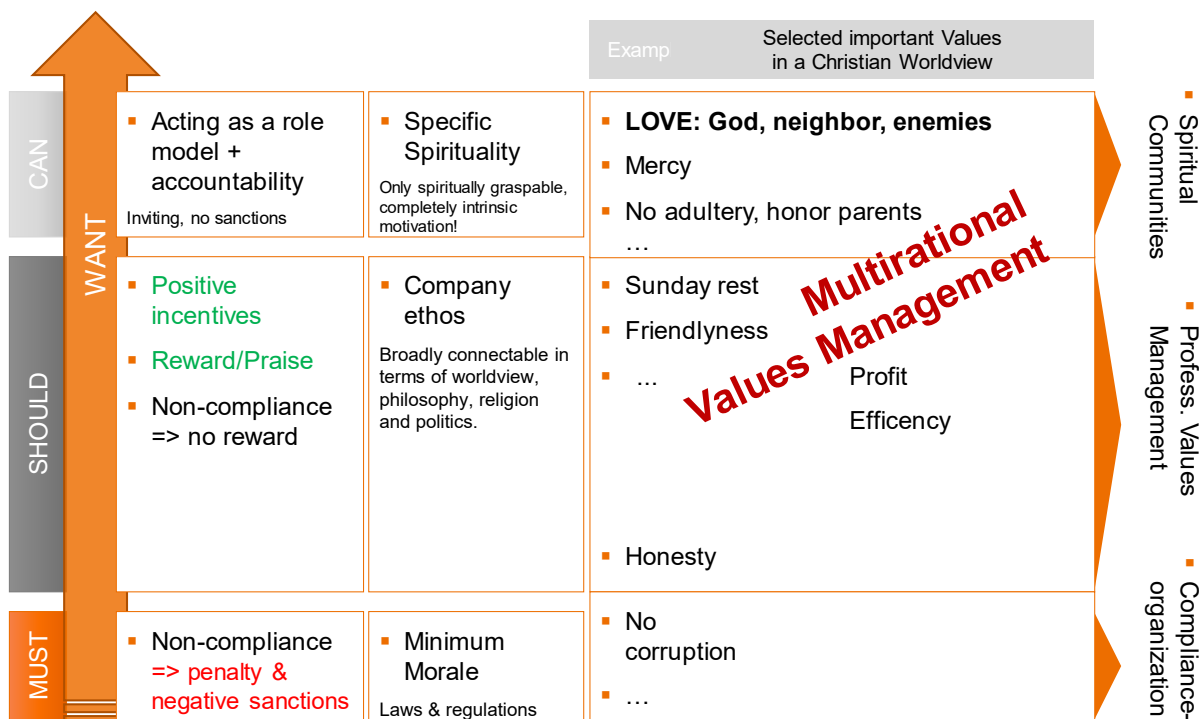 Examp
Selected important Values
in a Christian Worldview
CAN
WANT
▪ Acting as a role
model +
accountability
Inviting, no sanctions
▪ Specific
Spirituality
Only spiritually graspable,
completely intrinsic
motivation!
▪ LOVE: God, neighbor, enemies
▪ Mercy
▪ No adultery, honor parents
…
▪ Spiritual
Communities
SHOULD
▪ Positive
incentives
▪ Reward/Praise
▪ Non-compliance
=> no reward
▪ Company
ethos
Broadly connectable in
terms of worldview,
philosophy, religion
and politics.
▪ Sunday rest
▪ Friendlyness
▪ ...
Profit
Efficency
▪ Honesty
Multirational
Values Management
▪ Profess. Values
Management
MUST
▪ Non-compliance
=> penalty &
negative sanctions
▪ Minimum
Morale
Laws & regulations
▪ No
corruption
▪ …
▪ Compliance-
organization